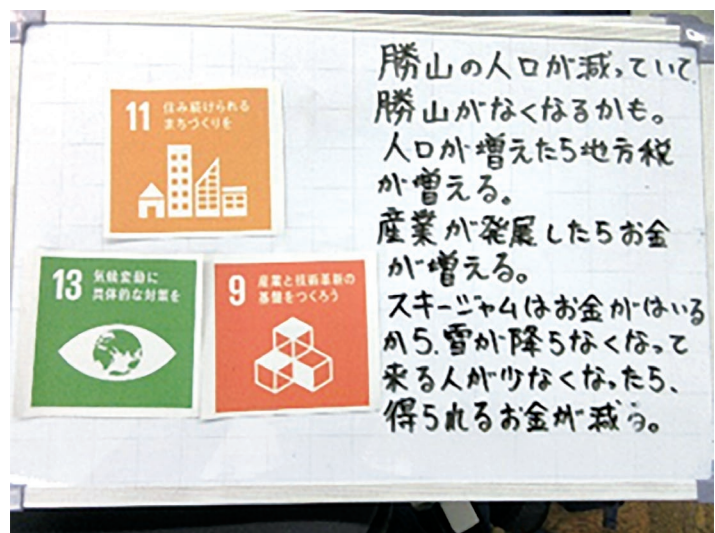 11 住み続けられる
まちづくりを
13 気候変動に
具体的な対策を
9 産業と技術革新の
基盤をつくろう
勝山の人口が減っていて
勝山がなくなるかも。
人口が増えたら地方税
が増える。
産業が発展したらお金
が増える。
スキージャムはお金がはいる
から、雪が降らなくなって
来る人が少なくなったら、
得られるお金が減る。